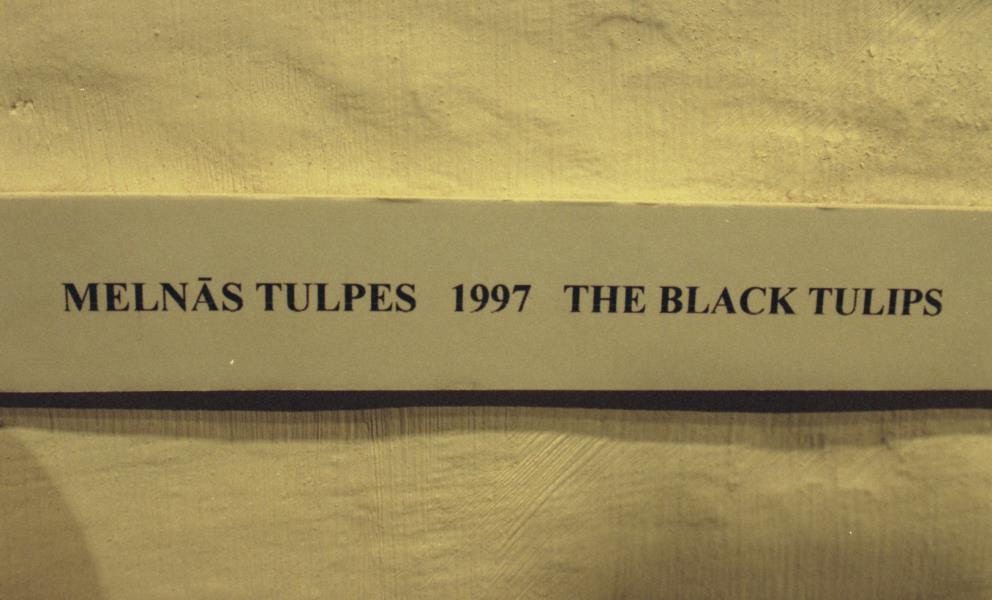 MELNĀS TULPES 1997 THE BLACK TULIPS